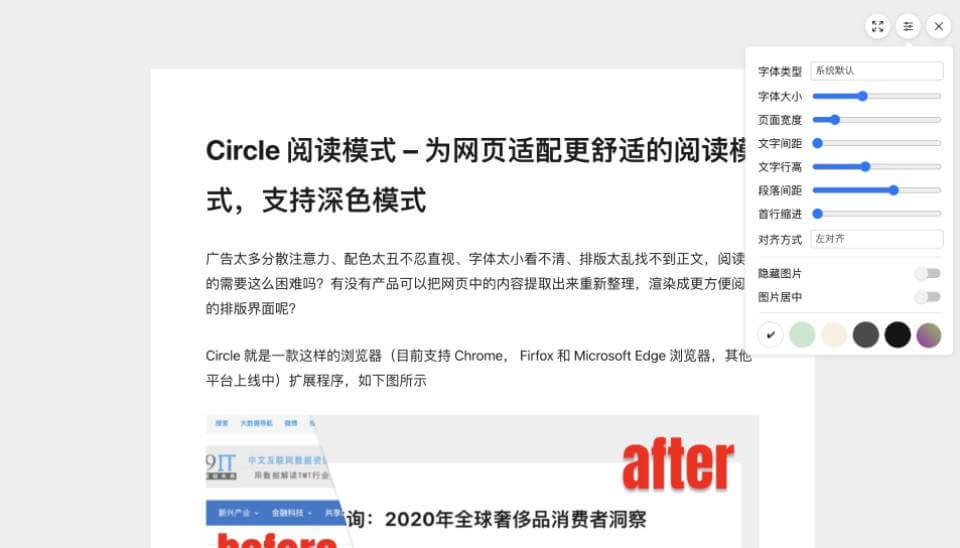 字体类型
系统默认
字体大小
页面宽度
文字间距
文字行高
段落间距
首行缩进
对齐方式
左对齐
隐藏图片
图片居中
Circle 阅读模式 – 为网页适配更舒适的阅读模
式，支持深色模式
广告太多分散注意力、配色太丑不忍直视、字体太小看不清、排版太乱找不到正文，阅读
的需要这么困难吗？有没有产品可以把网页中的内容提取出来重新整理，渲染成更方便阅
的排版界面呢？
Circle 就是一款这样的浏览器（目前支持 Chrome， Firfox 和 Microsoft Edge 浏览器，其他
平台上线中）扩展程序，如下图所示
搜索 大数据导航 微博
9IT 中文互联网数据资讯
用数据解读TMT行业
新兴产业 金融科技 共享
after
询：2020年全球奢侈品消费者洞察
before